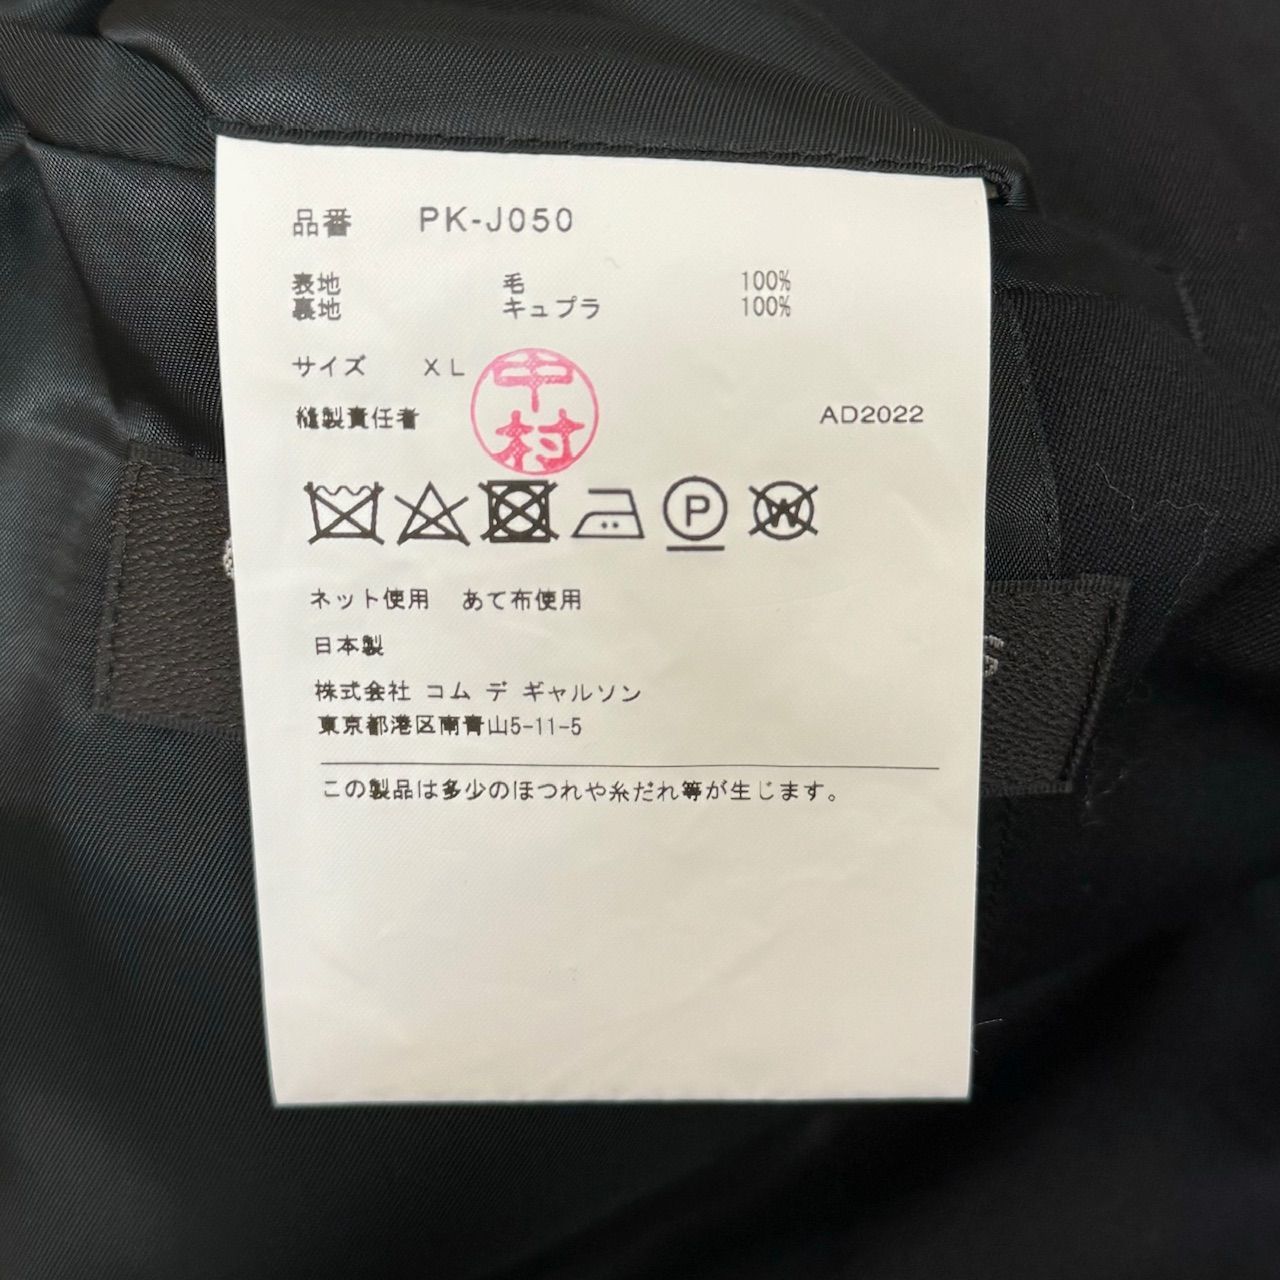 品番 PK-J050
表地 毛 100%
裏地 キュプラ 100%
サイズ XL
中村
縫製責任者 AD2022
P W
ネット使用 あて布使用
日本製
株式会社 コム デ ギャルソン
東京都港区南青山5-11-5
この製品は多少のほつれや糸だれ等が生じます。